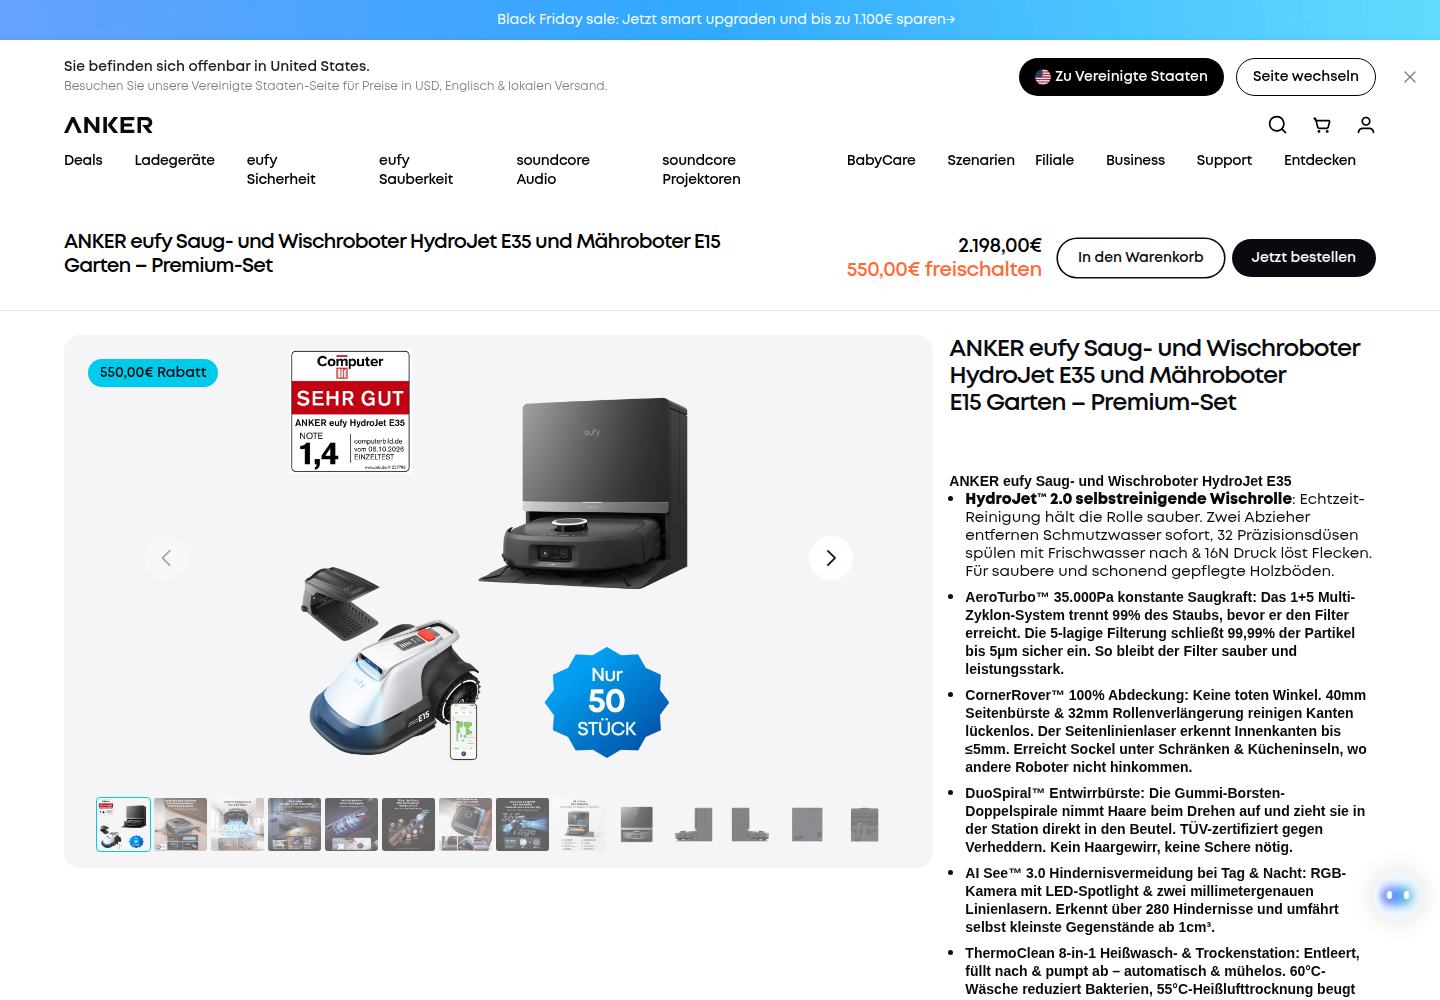 Black Friday sale: Jetzt smart upgraden und bis zu 1.100€ sparen→
Sie befinden sich offenbar in United States.
Besuchen Sie unsere Vereinigte Staaten-Seite für Preise in USD, Englisch & lokalen Versand.
Zu Vereinigte Staaten
Seite wechseln
ANKER
Deals
Ladegeräte
eufy
Sicherheit
eufy
Sauberkeit
soundcore
Audio
soundcore
Projektoren
BabyCare
Szenarien
Filiale
Business
Support
Entdecken
ANKER eufy Saug- und Wischroboter HydroJet E35 und Mähroboter E15
Garten – Premium-Set
2.198,00€
550,00€ freischalten
In den Warenkorb
Jetzt bestellen
550,00€ Rabatt
Computer
Bild
SEHR GUT
ANKER eufy HydroJet E35
NOTE
1,4
computerbild.de
vom 08.10.2026
EINZELTEST
eufy
eufy
E15
Nur
50
STÜCK
ANKER eufy Saug- und Wischroboter
HydroJet E35 und Mähroboter
E15 Garten – Premium-Set
ANKER eufy Saug- und Wischroboter HydroJet E35
HydroJet™ 2.0 selbstreinigende Wischrolle: Echtzeit-
Reinigung hält die Rolle sauber. Zwei Abzieher
entfernen Schmutzwasser sofort, 32 Präzisionsdüsen
spülen mit Frischwasser nach & 16N Druck löst Flecken.
Für saubere und schonend gepflegte Holzböden.
AeroTurbo™ 35.000Pa konstante Saugkraft: Das 1+5 Multi-
Zyklon-System trennt 99% des Staubs, bevor er den Filter
erreicht. Die 5-lagige Filterung schließt 99,99% der Partikel
bis 5µm sicher ein. So bleibt der Filter sauber und
leistungsstark.
CornerRover™ 100% Abdeckung: Keine toten Winkel. 40mm
Seitenbürste & 32mm Rollenverlängerung reinigen Kanten
lückenlos. Der Seitenlinienlaser erkennt Innenkanten bis
≤5mm. Erreicht Sockel unter Schränken & Kücheninseln, wo
andere Roboter nicht hinkommen.
DuoSpiral™ Entwirrbürste: Die Gummi-Borsten-
Doppelspirale nimmt Haare beim Drehen auf und zieht sie in
der Station direkt in den Beutel. TÜV-zertifiziert gegen
Verheddern. Kein Haargewirr, keine Schere nötig.
AI See™ 3.0 Hindernisvermeidung bei Tag & Nacht: RGB-
Kamera mit LED-Spotlight & zwei millimetergenauen
Linienlasern. Erkennt über 280 Hindernisse und umfährt
selbst kleinste Gegenstände ab 1cm³.
ThermoClean 8-in-1 Heißwasch- & Trockenstation: Entleert,
füllt nach & pumpt ab – automatisch & mühelos. 60°C-
Wäsche reduziert Bakterien, 55°C-Heißlufttrocknung beugt